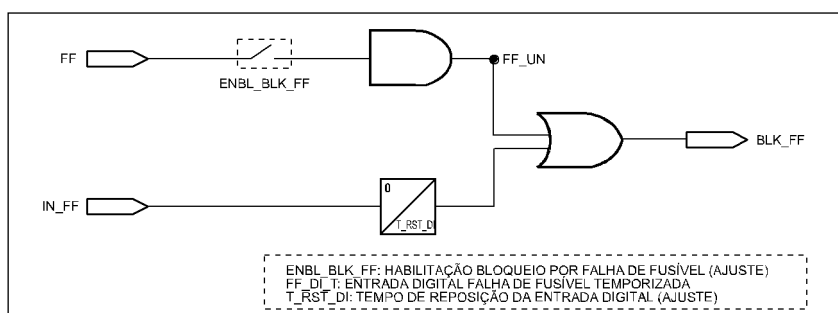 FF
ENBL_BLK_FF
FF_UN
BLK_FF
IN_FF
0
T_RST_DI
ENBL_BLK_FF: HABILITAÇÃO BLOQUEIO POR FALHA DE FUSÍVEL (AJUSTE)
FF_DI_T: ENTRADA DIGITAL FALHA DE FUSÍVEL TEMPORIZADA
T_RST_DI: TEMPO DE REPOSIÇÃO DA ENTRADA DIGITAL (AJUSTE)